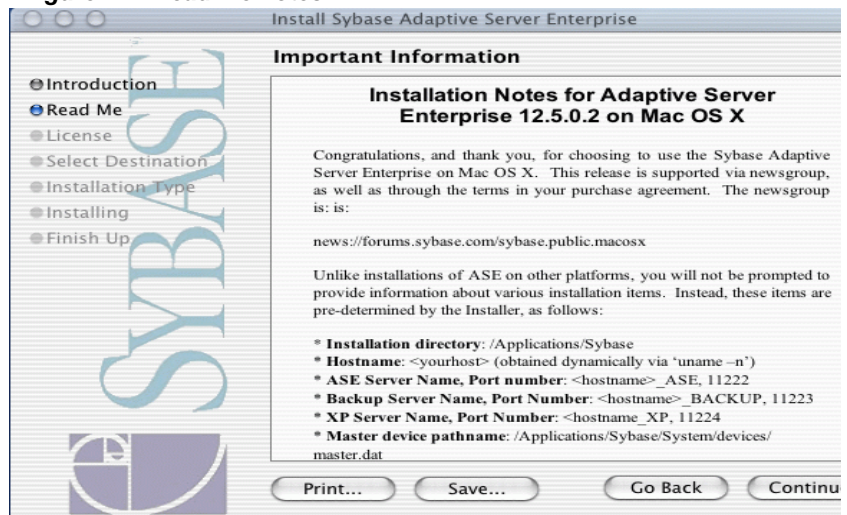 Install Sybase Adaptive Server Enterprise
Important Information
Introduction
Read Me
License
Select Destination
Installation Type
Installing
Finish Up
SYBASE
Installation Notes for Adaptive Server
Enterprise 12.5.0.2 on Mac OS X
Congratulations, and thank you, for choosing to use the Sybase Adaptive
Server Enterprise on Mac OS X. This release is supported via newsgroup,
as well as through the terms in your purchase agreement. The newsgroup
is: is:
news://forums.sybase.com/sybase.public.macosx
Unlike installations of ASE on other platforms, you will not be prompted to
provide information about various installation items. Instead, these items are
pre-determined by the Installer, as follows:
* Installation directory: /Applications/Sybase
* Hostname: <yourhost> (obtained dynamically via ‘uname –n’)
* ASE Server Name, Port number: <hostname>_ASE, 11222
* Backup Server Name, Port Number: <hostname>_BACKUP, 11223
* XP Server Name, Port Number: <hostname_XP, 11224
* Master device pathname: /Applications/Sybase/System/devices/
master.dat
Print... Save... Go Back Continu